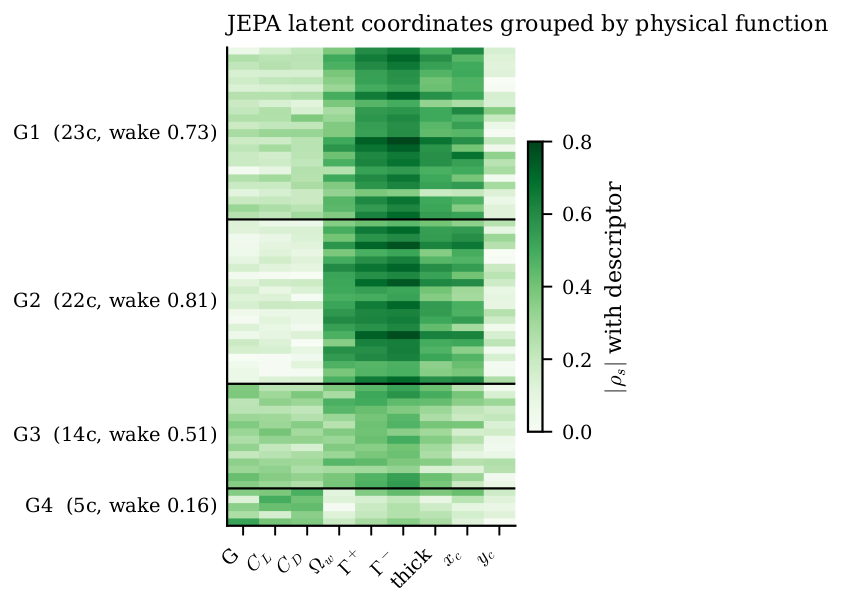 JEPA latent coordinates grouped by physical function
G1 (23c, wake 0.73)
G2 (22c, wake 0.81)
G3 (14c, wake 0.51)
G4 (5c, wake 0.16)
G
C_L
C_D
Ω_w
Γ⁺
Γ⁻
thick
x_c
y_c
0.8
0.6
0.4
0.2
0.0
|ρ_s| with descriptor